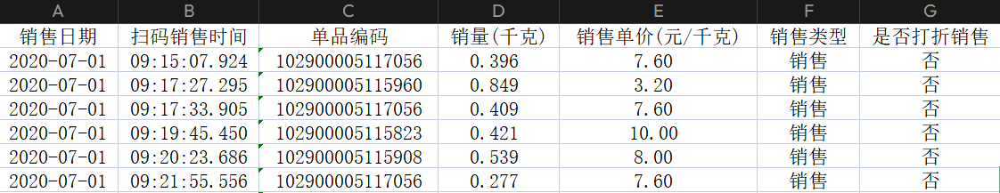 A B C D E F G
销售日期 扫码销售时间 单品编码 销量(千克) 销售单价(元/千克) 销售类型 是否打折销售
2020-07-01 09:15:07.924 102900005117056 0.396 7.60 销售 否
2020-07-01 09:17:27.295 102900005115960 0.849 3.20 销售 否
2020-07-01 09:17:33.905 102900005117056 0.409 7.60 销售 否
2020-07-01 09:19:45.450 102900005115823 0.421 10.00 销售 否
2020-07-01 09:20:23.686 102900005115908 0.539 8.00 销售 否
2020-07-01 09:21:55.556 102900005117056 0.277 7.60 销售 否